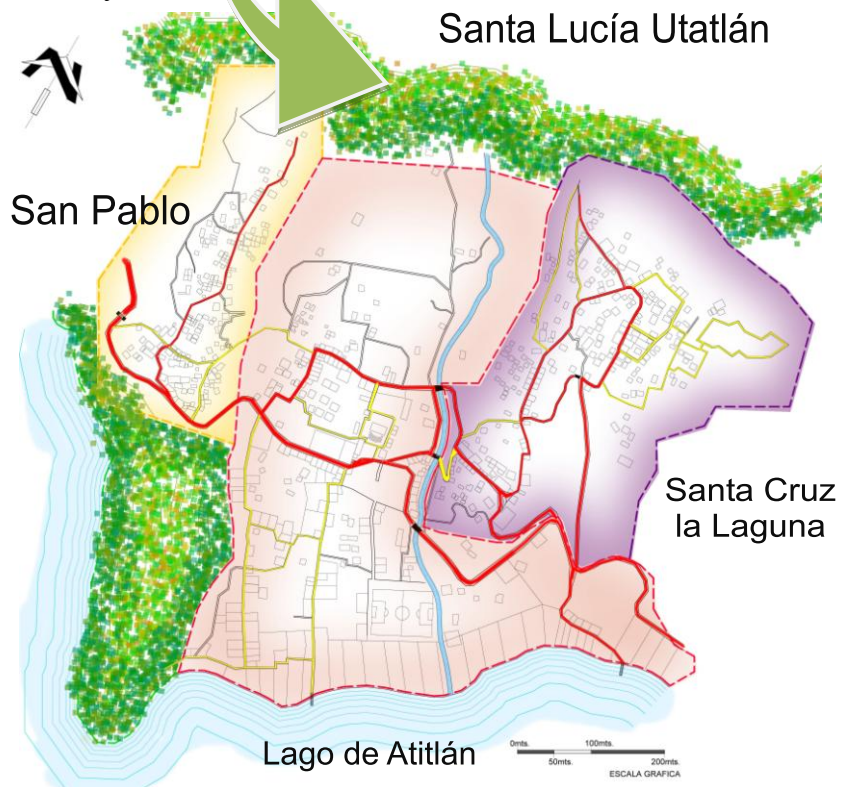 Santa Lucía Utatlán
San Pablo
Santa Cruz
la Laguna
Lago de Atitlán
0mts.
100mts.
50mts.
200mts.
ESCALA GRAFICA